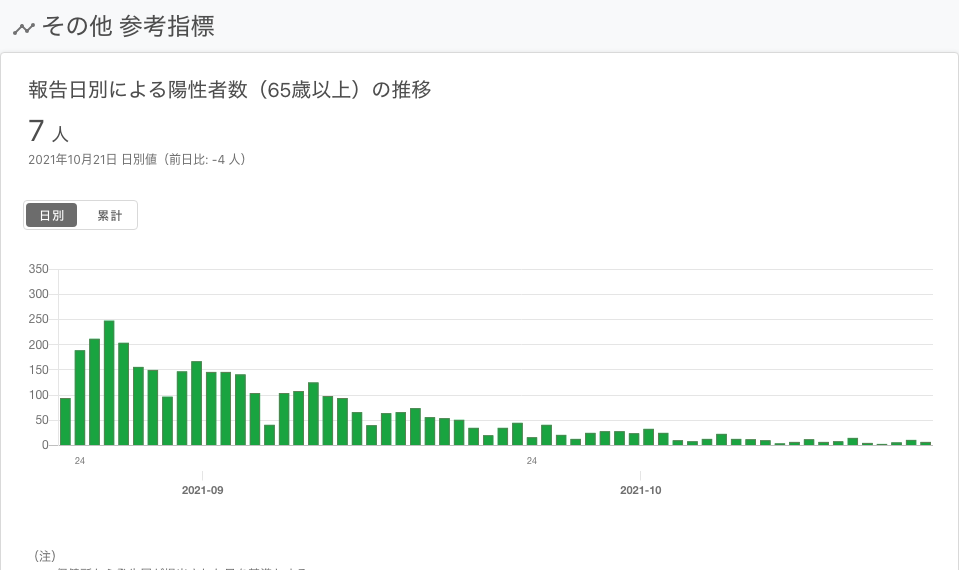 その他 参考指標
報告日別による陽性者数（65歳以上）の推移
7 人
2021年10月21日 日別値（前日比: -4 人）
日別 累計
350
300
250
200
150
100
50
0
24 24
2021-09 2021-10
（注）